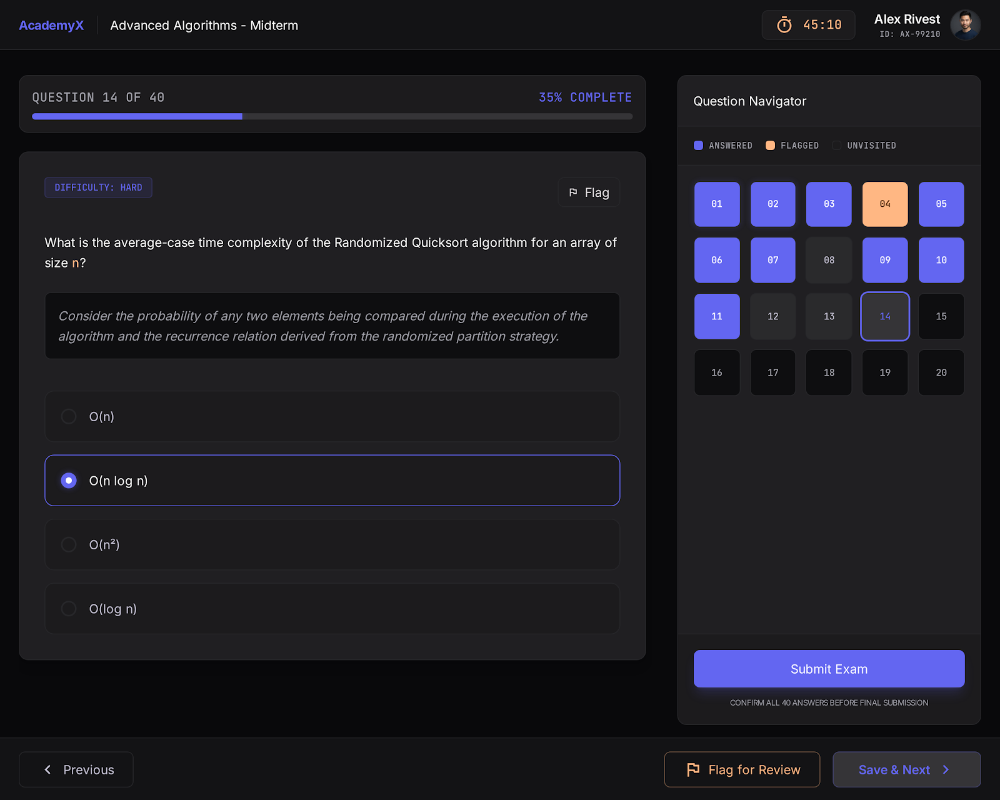 AcademyX
Advanced Algorithms - Midterm
45:10
Alex Rivest
ID: AX-99210
QUESTION 14 OF 40
35% COMPLETE
DIFFICULTY: HARD
Flag
What is the average-case time complexity of the Randomized Quicksort algorithm for an array of
size n?
Consider the probability of any two elements being compared during the execution of the
algorithm and the recurrence relation derived from the randomized partition strategy.
O(n)
O(n log n)
O(n²)
O(log n)
Question Navigator
ANSWERED FLAGGED UNVISITED
01 02 03 04 05
06 07 08 09 10
11 12 13 14 15
16 17 18 19 20
Submit Exam
CONFIRM ALL 40 ANSWERS BEFORE FINAL SUBMISSION
Previous
Flag for Review
Save & Next